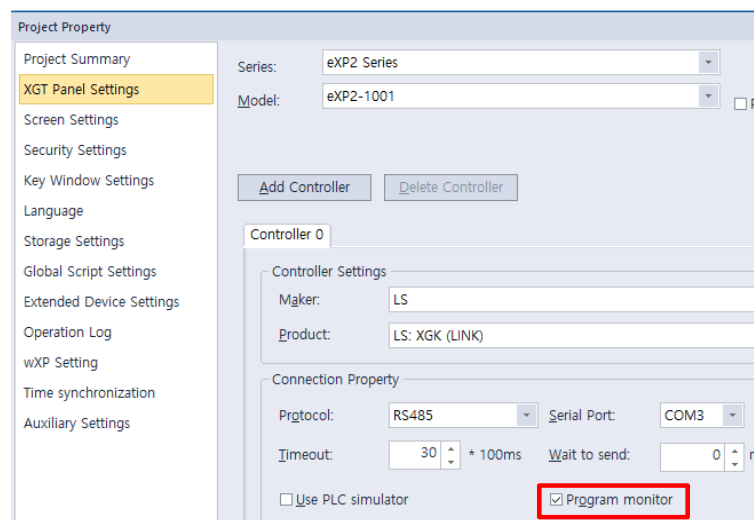 Project Property
Project Summary
XGT Panel Settings
Screen Settings
Security Settings
Key Window Settings
Language
Storage Settings
Global Script Settings
Extended Device Settings
Operation Log
wXP Setting
Time synchronization
Auxiliary Settings
Series: eXP2 Series
Model: eXP2-1001
Add Controller Delete Controller
Controller 0
Controller Settings
Maker: LS
Product: LS: XGK (LINK)
Connection Property
Protocol: RS485 Serial Port: COM3
Timeout: 30 * 100ms Wait to send: 0
Use PLC simulator Program monitor